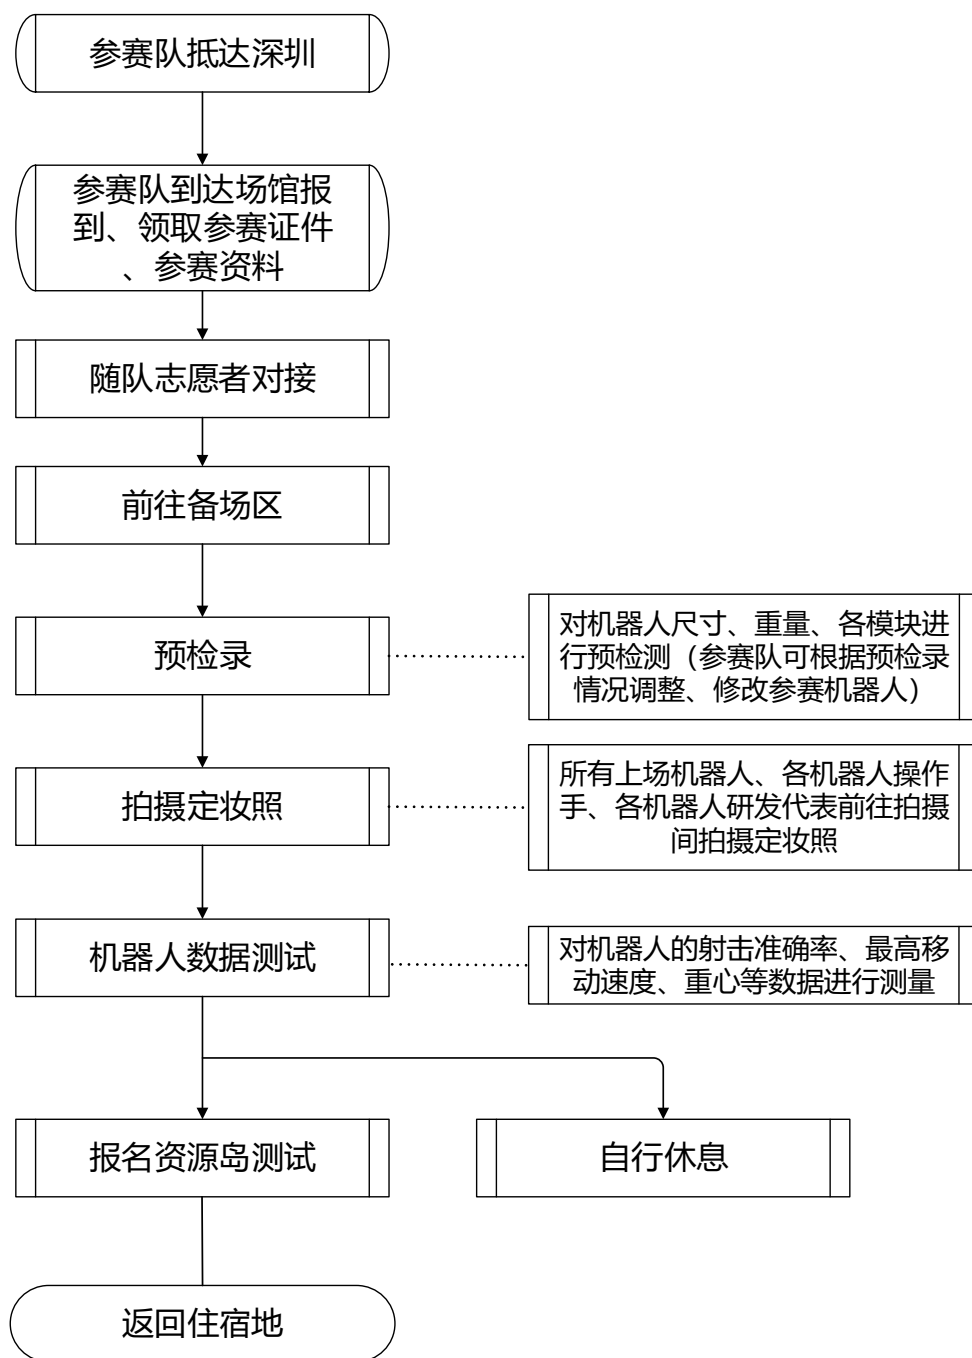 参赛队抵达深圳
参赛队到达场馆报
到、领取参赛证件
、参赛资料
随队志愿者对接
前往备场区
预检录
对机器人尺寸、重量、各模块进
行预检测（参赛队可根据预检录
情况调整、修改参赛机器人）
拍摄定妆照
所有上场机器人、各机器人操作
手、各机器人研发代表前往拍摄
间拍摄定妆照
机器人数据测试
对机器人的射击准确率、最高移
动速度、重心等数据进行测量
报名资源岛测试
自行休息
返回住宿地